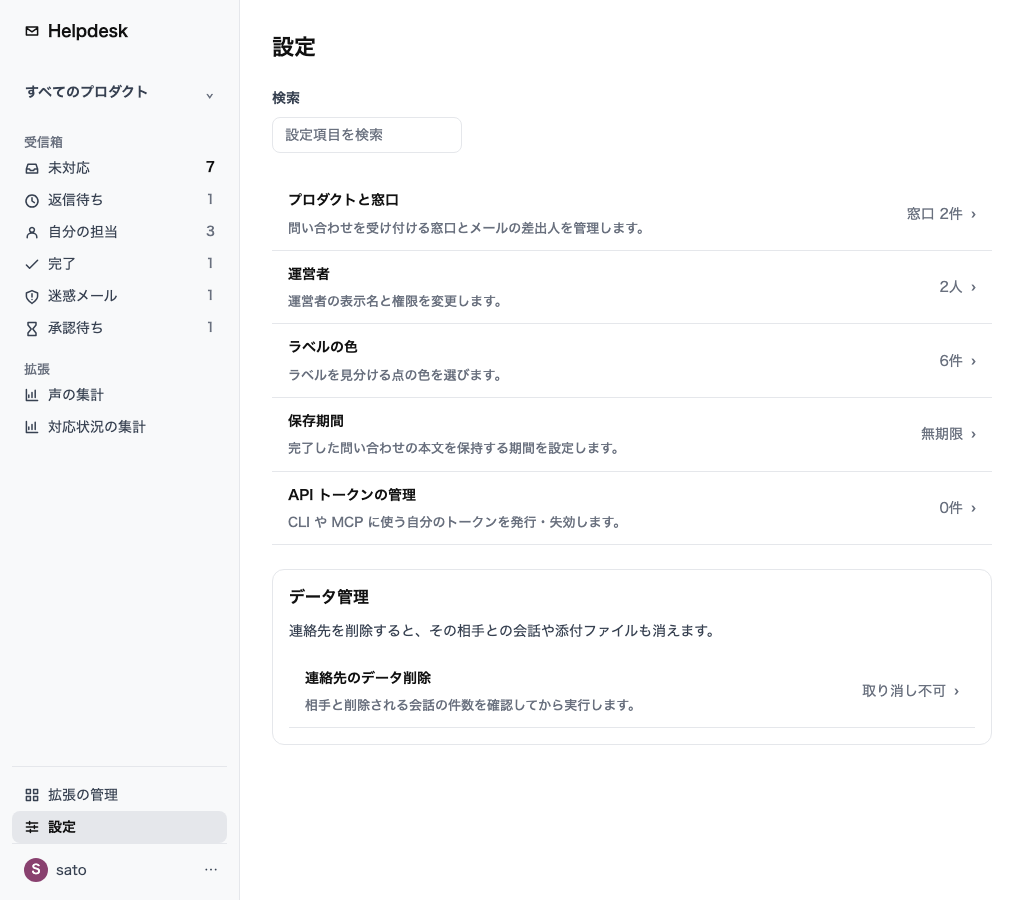 Helpdesk
すべてのプロダクト
受信箱
未対応 7
返信待ち 1
自分の担当 3
完了 1
迷惑メール 1
承認待ち 1
拡張
声の集計
対応状況の集計
拡張の管理
設定
S sato
設定
検索
設定項目を検索
プロダクトと窓口
問い合わせを受け付ける窓口とメールの差出人を管理します。
窓口 2件 ›
運営者
運営者の表示名と権限を変更します。
2人 ›
ラベルの色
ラベルを見分ける点の色を選びます。
6件 ›
保存期間
完了した問い合わせの本文を保持する期間を設定します。
無期限 ›
API トークンの管理
CLI や MCP に使う自分のトークンを発行・失効します。
0件 ›
データ管理
連絡先を削除すると、その相手との会話や添付ファイルも消えます。
連絡先のデータ削除
相手と削除される会話の件数を確認してから実行します。
取り消し不可 ›